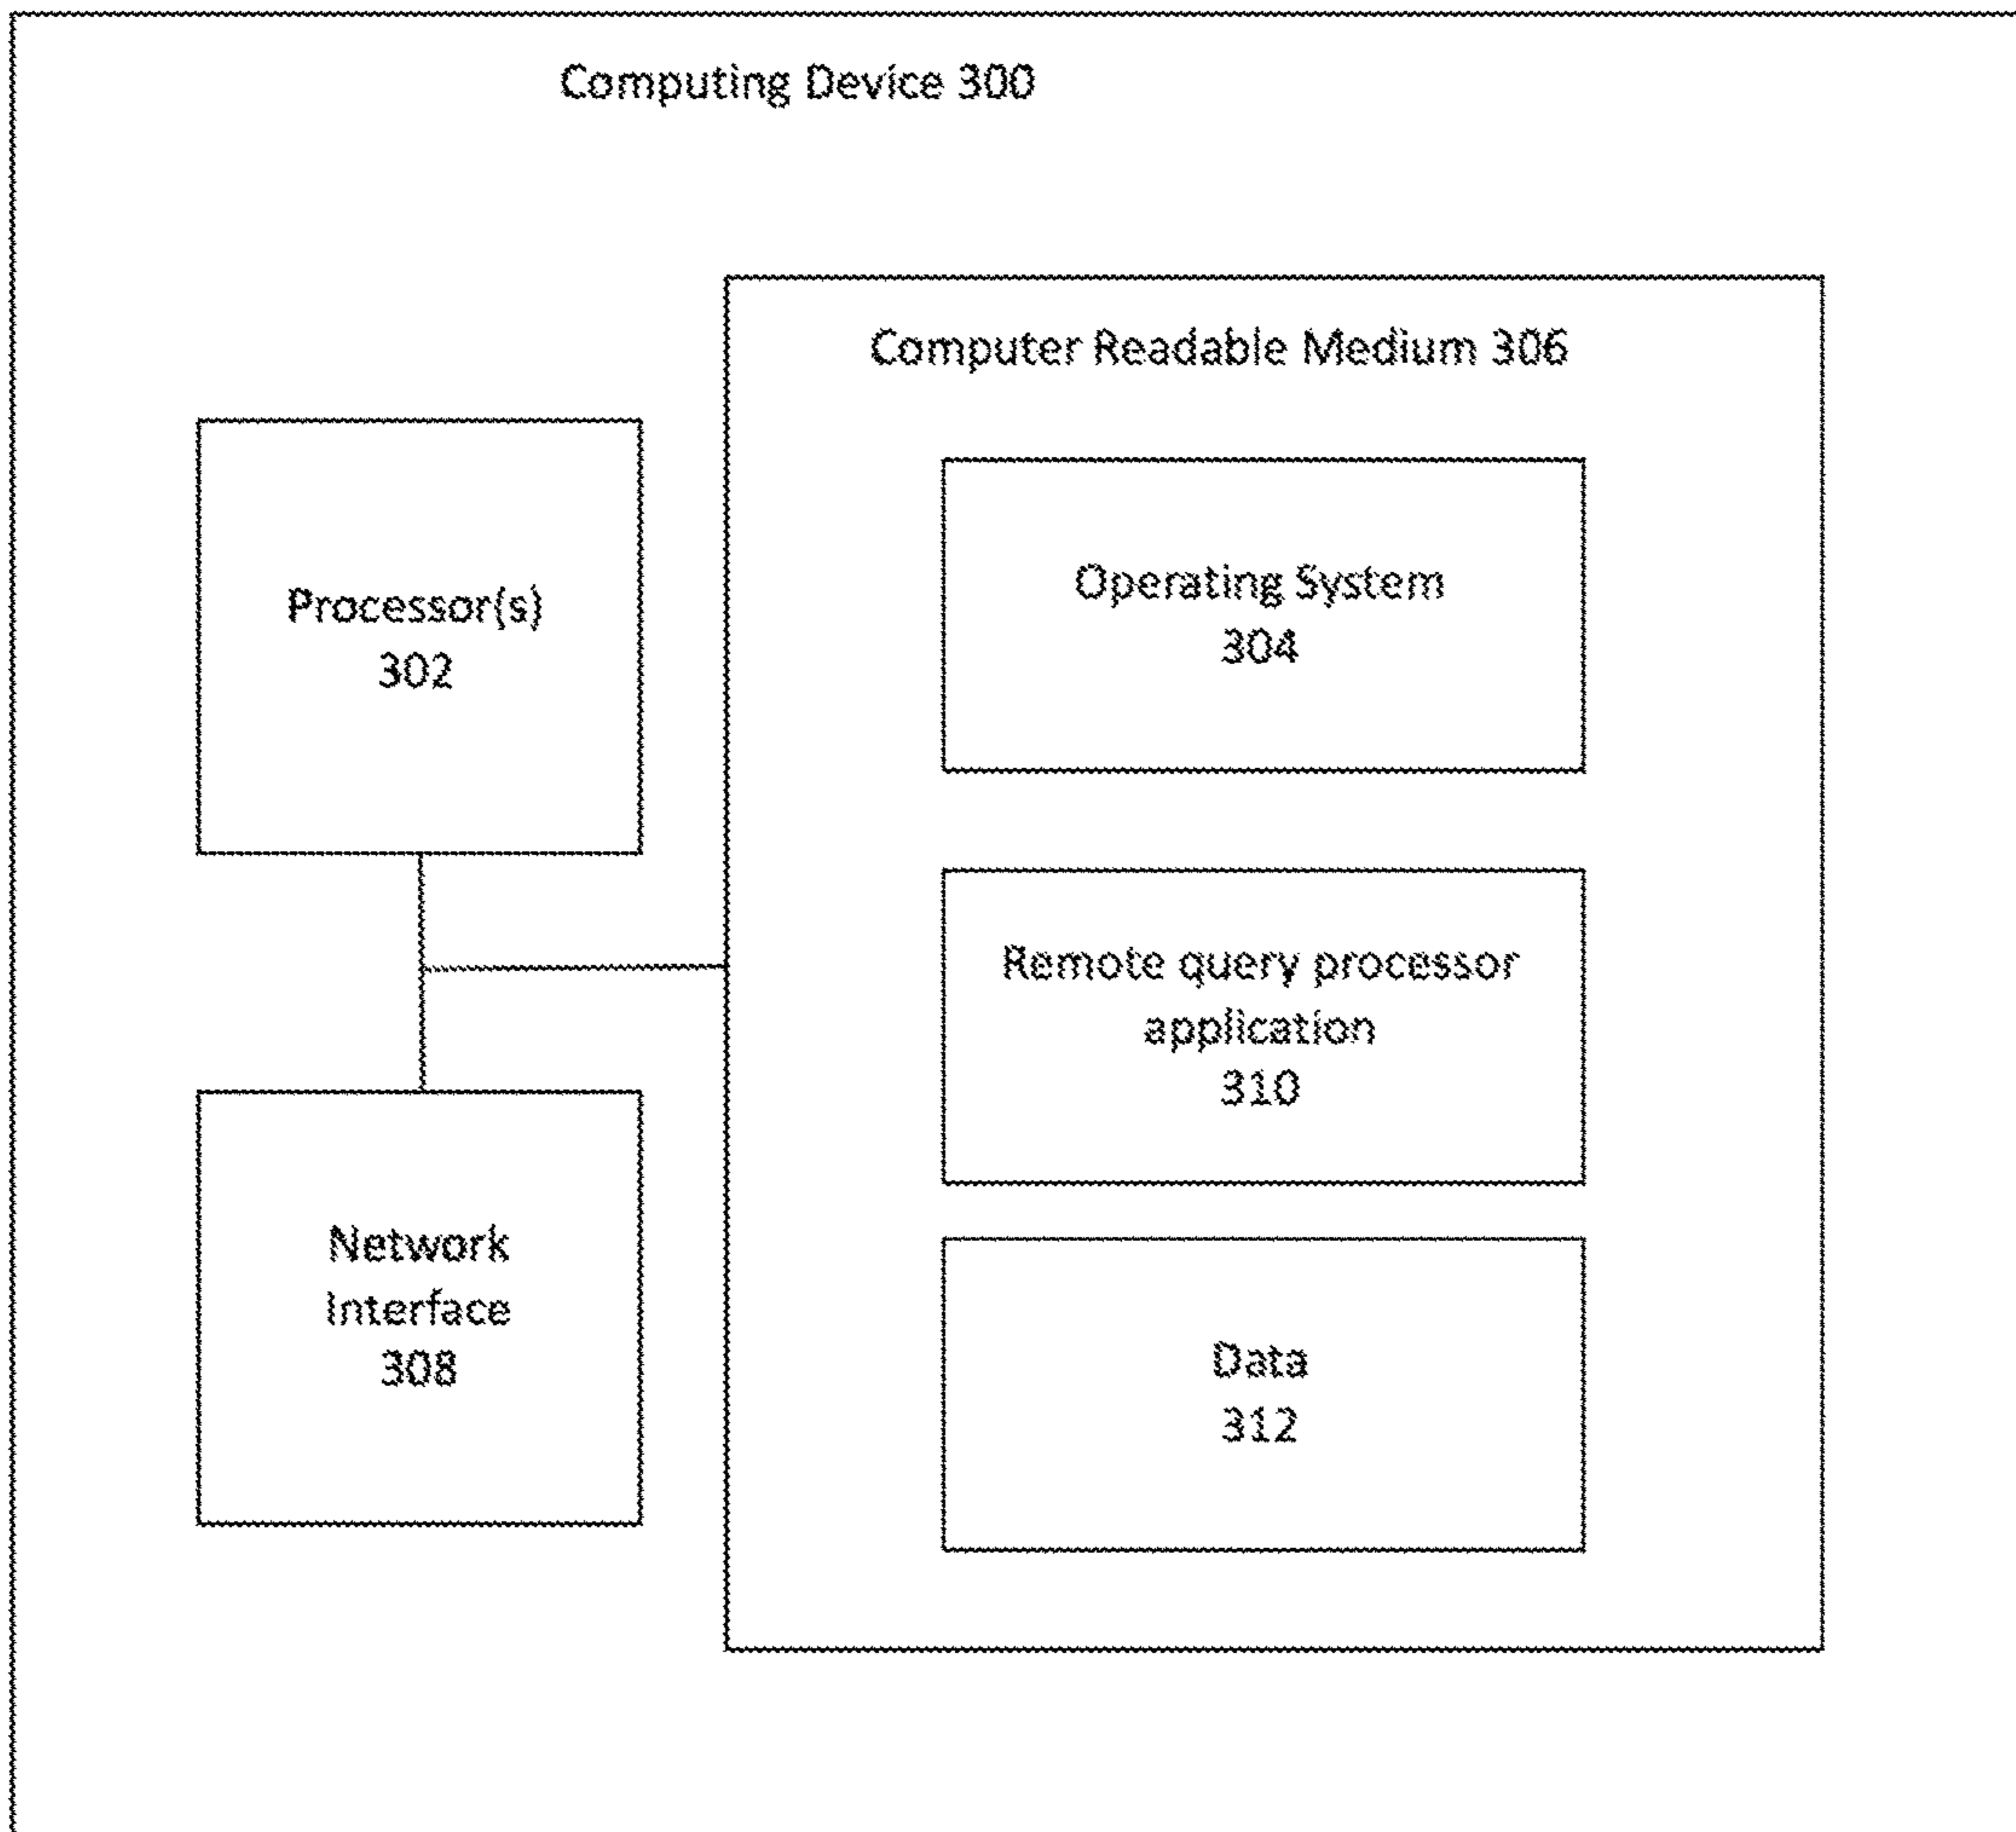 Computing Device 300
Computer Readable Medium 306
Processor(s)
302
Operating System
304
Remote query processor
application
310
Network
Interface
308
Data
312